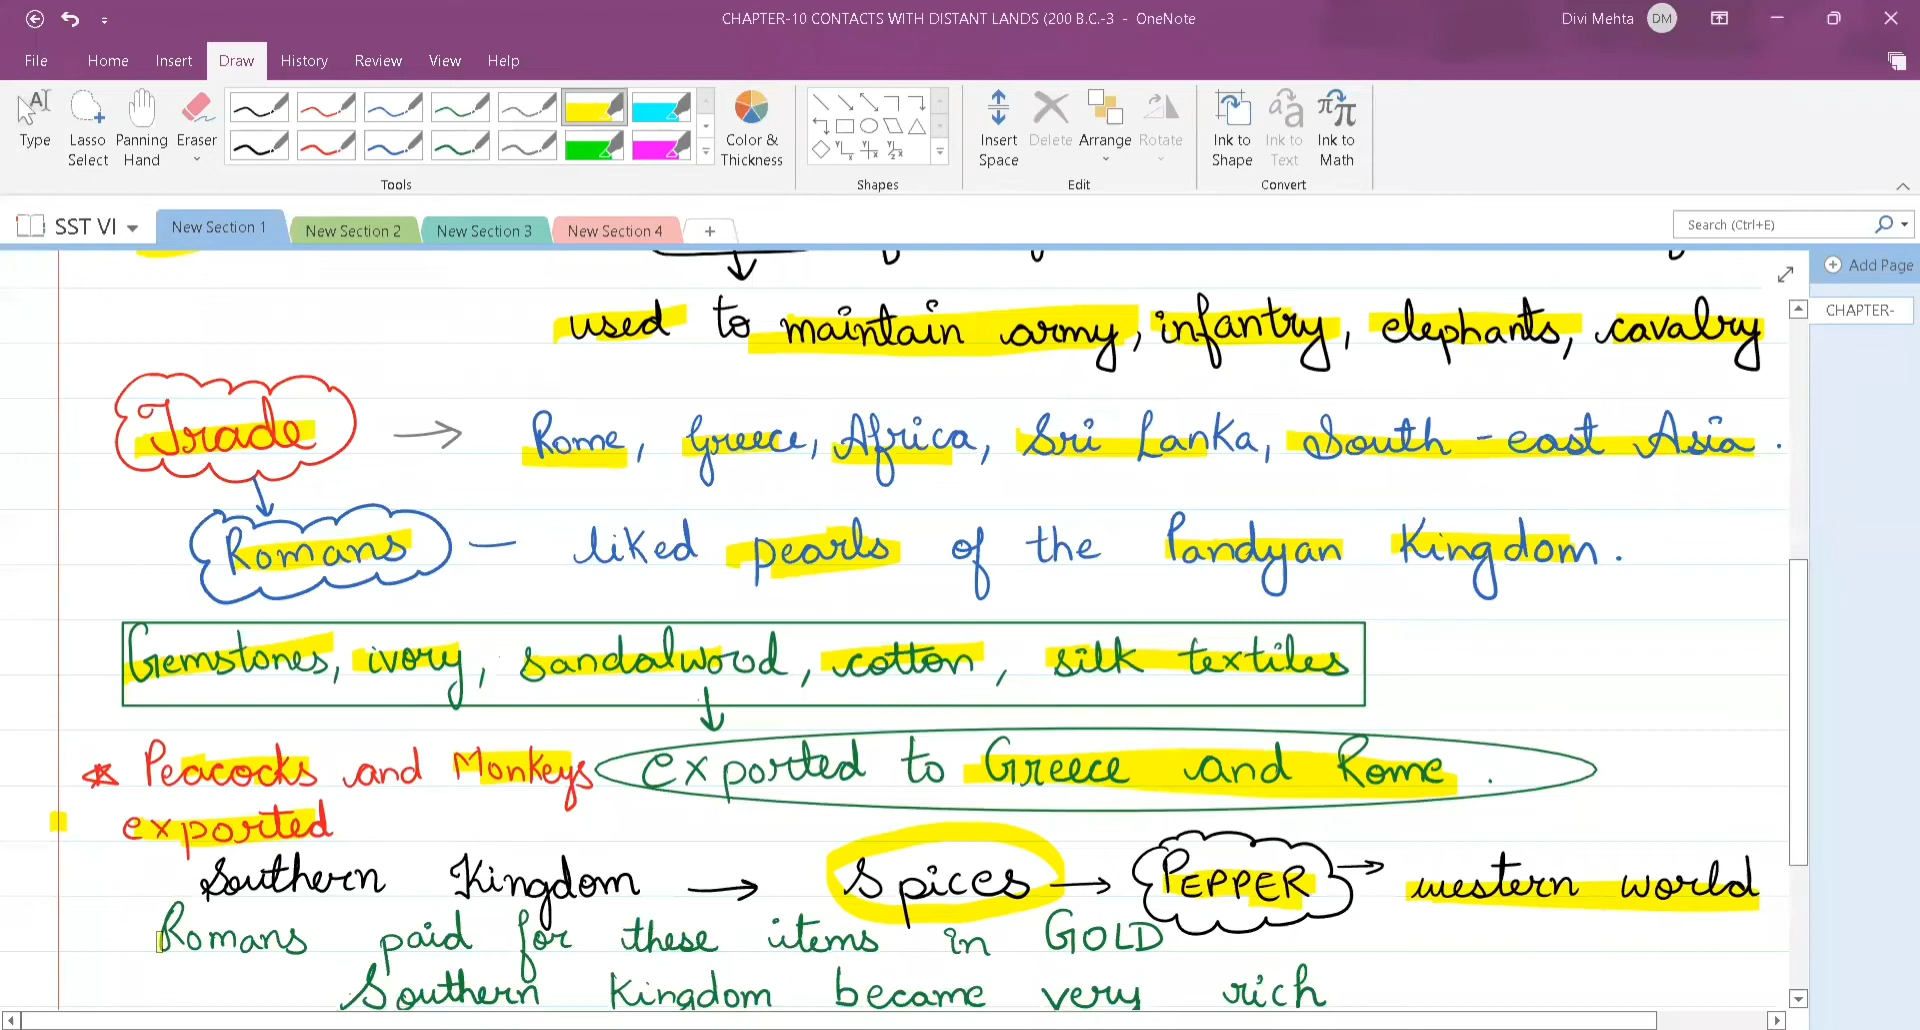 CHAPTER-10 CONTACTS WITH DISTANT LANDS (200 B.C.-3 - OneNote
Divi Mehta DM
File Home Insert Draw History Review View Help
Type
Lasso Select
Panning Hand
Eraser
Color & Thickness
Insert Space
Delete
Arrange
Rotate
Ink to Shape
Ink to Text
Ink to Math
Tools Shapes Edit Convert
SST VI New Section 1 New Section 2 New Section 3 New Section 4 + Search (Ctrl+E)
Add Page
CHAPTER-
used to maintain army, infantry, elephants, cavalry
Trade → Rome, Greece, Africa, Sri Lanka, South-east Asia.
Romans — liked pearls of the Pandyan Kingdom.
Gemstones, ivory, sandalwood, cotton, silk textiles
* Peacocks and Monkeys exported to Greece and Rome.
exported
Southern Kingdom → Spices → PEPPER → western world
Romans paid for these items in GOLD
Southern Kingdom became very rich